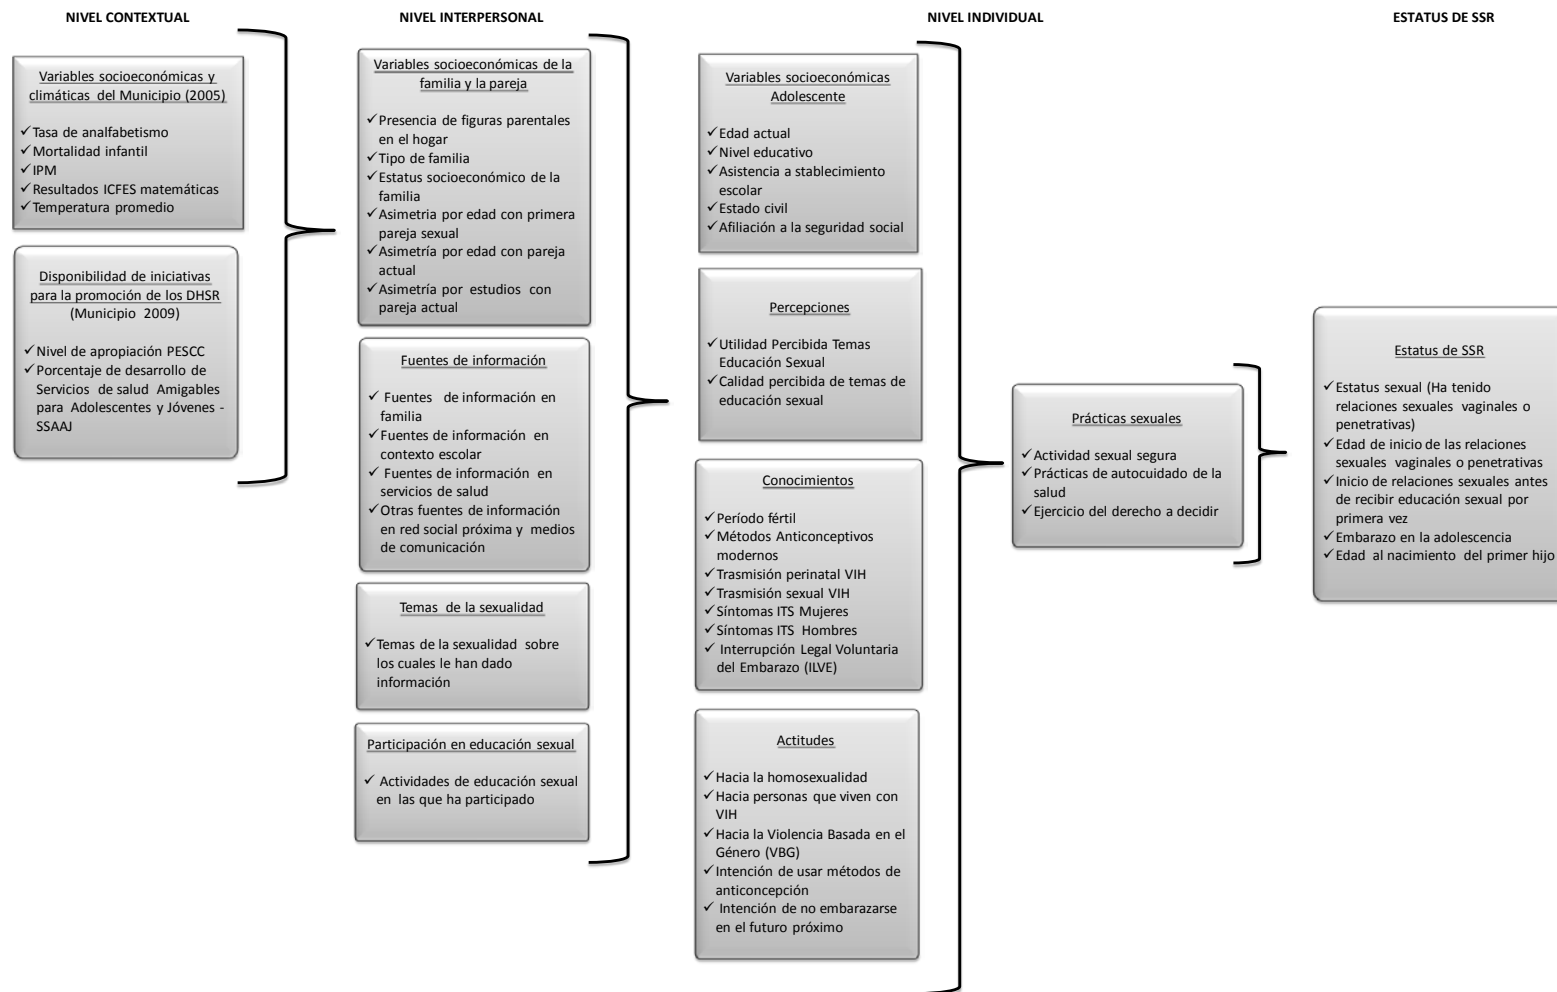 NIVEL CONTEXTUAL
Variables socioeconómicas y
climáticas del Municipio (2005)
✓Tasa de analfabetismo
✓Mortalidad infantil
✓IPM
✓Resultados ICFES matemáticas
✓Temperatura promedio
Disponibilidad de iniciativas
para la promoción de los DHSR
(Municipio 2009)
✓Nivel de apropiación PESCC
✓Porcentaje de desarrollo de
Servicios de salud Amigables
para Adolescentes y Jóvenes -
SSAAJ
NIVEL INTERPERSONAL
Variables socioeconómicas de la
familia y la pareja
✓Presencia de figuras parentales
en el hogar
✓Tipo de familia
✓Estatus socioeconómico de la
familia
✓Asimetria por edad con primera
pareja sexual
✓Asimetría por edad con pareja
actual
✓Asimetría por estudios con
pareja actual
Fuentes de información
✓ Fuentes de información en
familia
✓Fuentes de información en
contexto escolar
✓ Fuentes de información en
servicios de salud
✓Otras fuentes de información
en red social próxima y medios
de comunicación
Temas de la sexualidad
✓Temas de la sexualidad sobre
los cuales le han dado
información
Participación en educación sexual
✓ Actividades de educación sexual
en las que ha participado
NIVEL INDIVIDUAL
Variables socioeconómicas
Adolescente
✓Edad actual
✓Nivel educativo
✓Asistencia a stablecimiento
escolar
✓Estado civil
✓Afiliación a la seguridad social
Percepciones
✓Utilidad Percibida Temas
Educación Sexual
✓Calidad percibida de temas de
educación sexual
Conocimientos
✓Período fértil
✓Métodos Anticonceptivos
modernos
✓Trasmisión perinatal VIH
✓Trasmisión sexual VIH
✓Síntomas ITS Mujeres
✓Síntomas ITS Hombres
✓ Interrupción Legal Voluntaria
del Embarazo (ILVE)
Actitudes
✓Hacia la homosexualidad
✓Hacia personas que viven con
VIH
✓Hacia la Violencia Basada en el
Género (VBG)
✓Intención de usar métodos de
anticoncepción
✓ Intención de no embarazarse
en el futuro próximo
Prácticas sexuales
✓Actividad sexual segura
✓Prácticas de autocuidado de la
salud
✓Ejercicio del derecho a decidir
ESTATUS DE SSR
Estatus de SSR
✓Estatus sexual (Ha tenido
relaciones sexuales vaginales o
penetrativas)
✓Edad de inicio de las relaciones
sexuales vaginales o penetrativas
✓Inicio de relaciones sexuales antes
de recibir educación sexual por
primera vez
✓Embarazo en la adolescencia
✓Edad al nacimiento del primer hijo